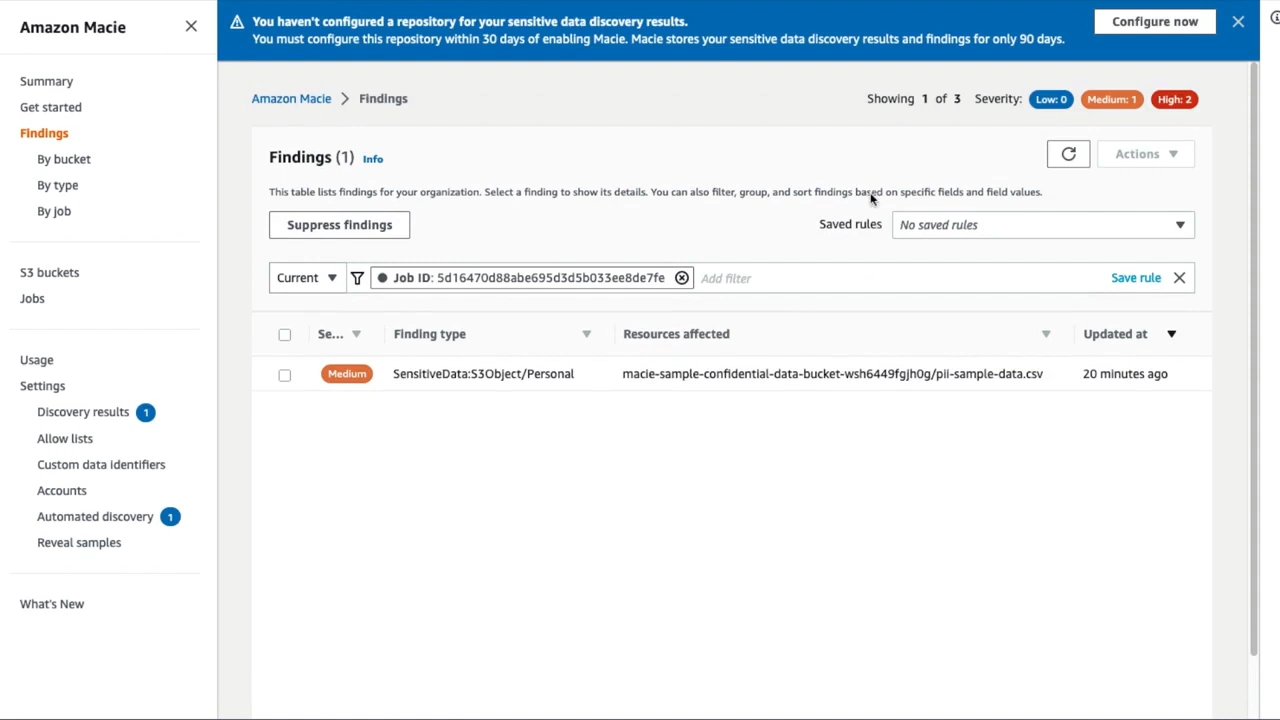 Amazon Macie
Summary
Get started
Findings
By bucket
By type
By job
S3 buckets
Jobs
Usage
Settings
Discovery results 1
Allow lists
Custom data identifiers
Accounts
Automated discovery 1
Reveal samples
What's New
You haven't configured a repository for your sensitive data discovery results.
You must configure this repository within 30 days of enabling Macie. Macie stores your sensitive data discovery results and findings for only 90 days.
Configure now
Amazon Macie > Findings
Showing 1 of 3 Severity: Low: 0 Medium: 1 High: 2
Findings (1) Info
Actions
This table lists findings for your organization. Select a finding to show its details. You can also filter, group, and sort findings based on specific fields and field values.
Suppress findings
Saved rules No saved rules
Current Job ID: 5d16470d88abe695d3d5b033ee8de7fe Add filter Save rule
Se... Finding type Resources affected Updated at
Medium SensitiveData:S3Object/Personal macie-sample-confidential-data-bucket-wsh6449fgjh0g/pii-sample-data.csv 20 minutes ago